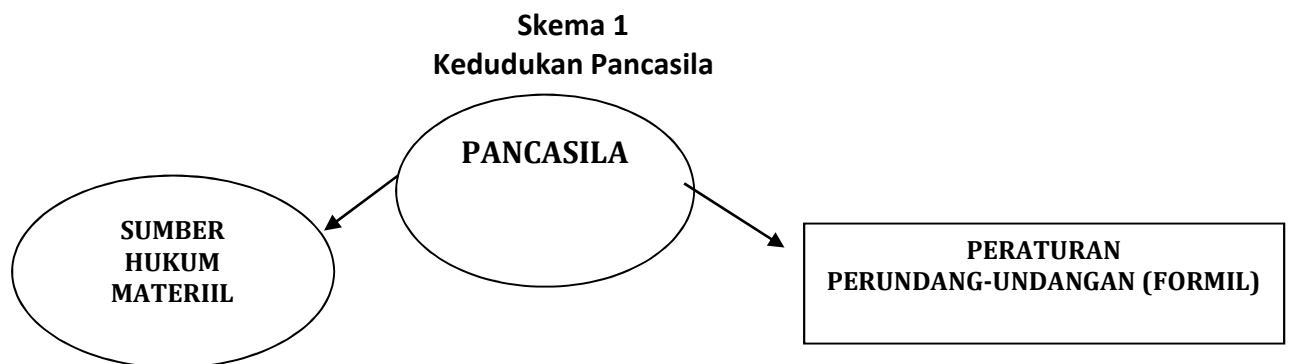 Skema 1
Kedudukan Pancasila
PANCASILA
SUMBER
HUKUM
MATERIIL
PERATURAN
PERUNDANG-UNDANGAN (FORMIL)